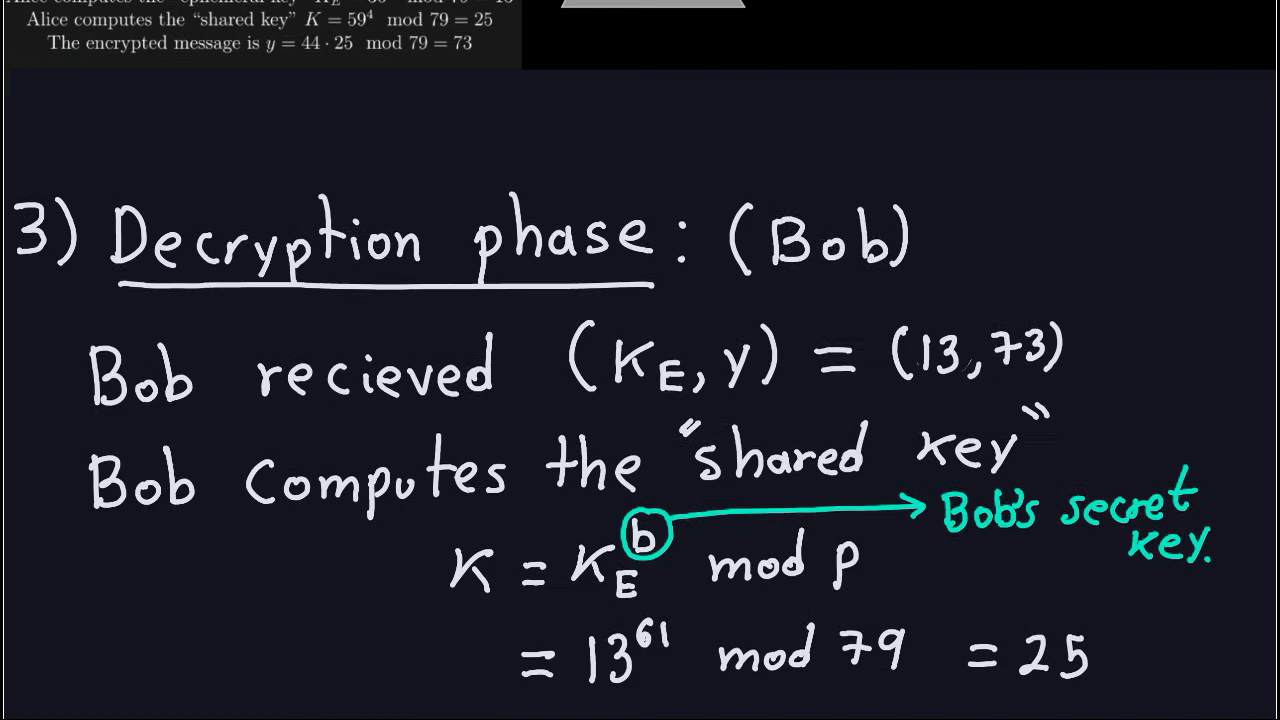 Alice computes the “shared key” K = 59⁴ mod 79 = 25
The encrypted message is y = 44 · 25 mod 79 = 73
3) Decryption phase: (Bob)
Bob recieved (K_E, y) = (13, 73)
Bob computes the "shared key"
K = K_E^b mod p → Bob's secret key.
= 13^61 mod 79 = 25